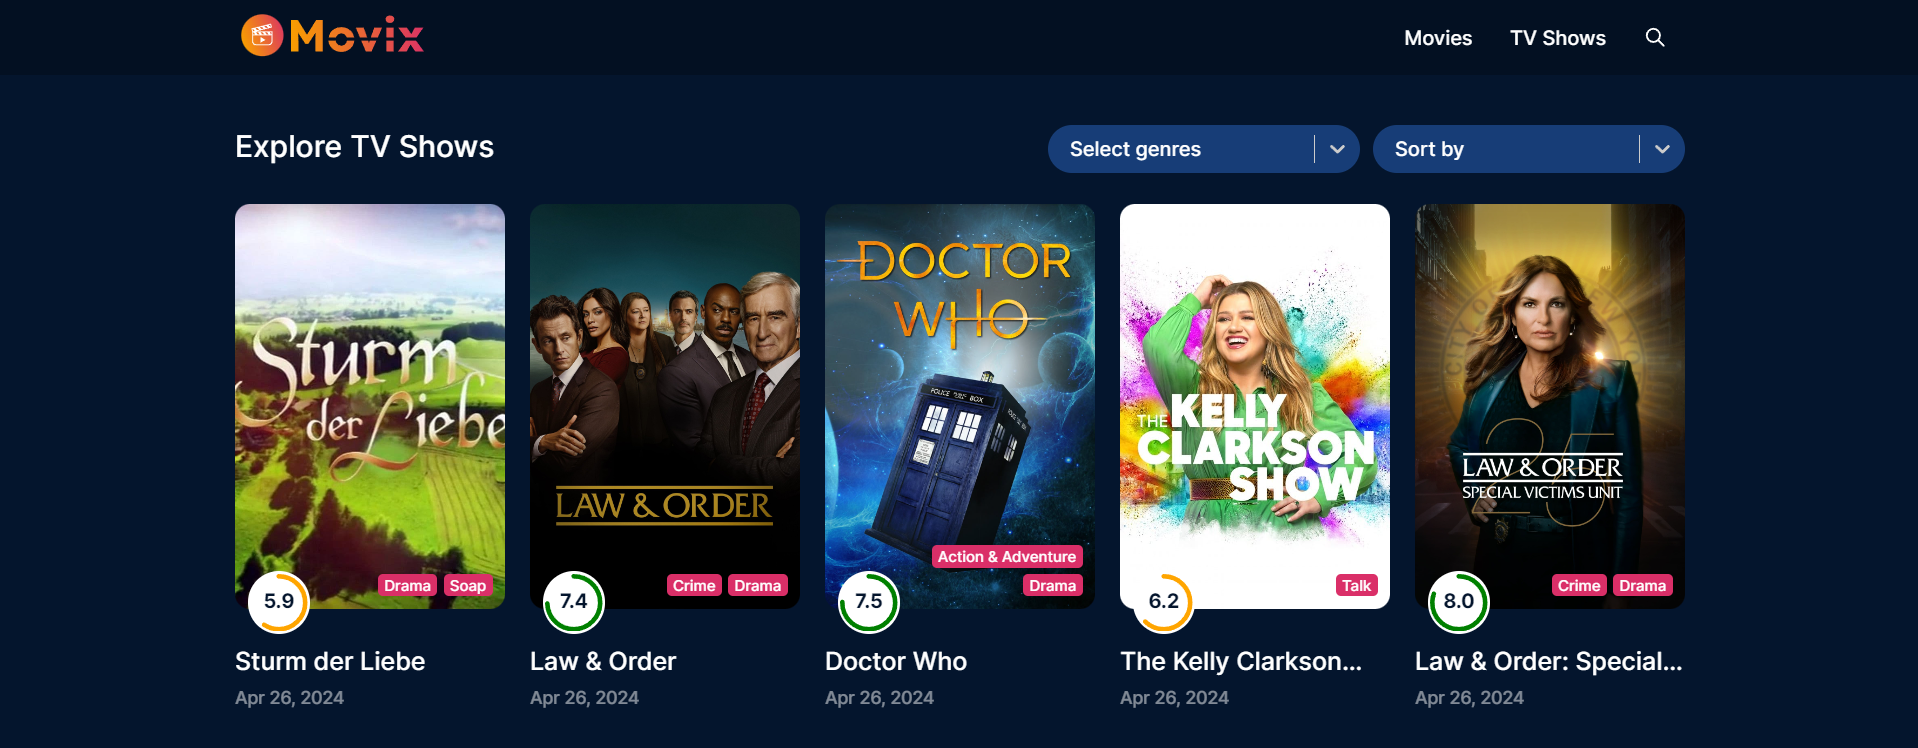 Movix
Movies
TV Shows
Explore TV Shows
Select genres
Sort by
Sturm
der Liebe
Drama
Soap
5.9
Sturm der Liebe
Apr 26, 2024
LAW & ORDER
Crime
Drama
7.4
Law & Order
Apr 26, 2024
DOCTOR
WHO
POLICE BOX
Action & Adventure
Drama
7.5
Doctor Who
Apr 26, 2024
THE KELLY
CLARKSON
SHOW
Talk
6.2
The Kelly Clarkson...
Apr 26, 2024
25
LAW & ORDER
SPECIAL VICTIMS UNIT
Crime
Drama
8.0
Law & Order: Special...
Apr 26, 2024